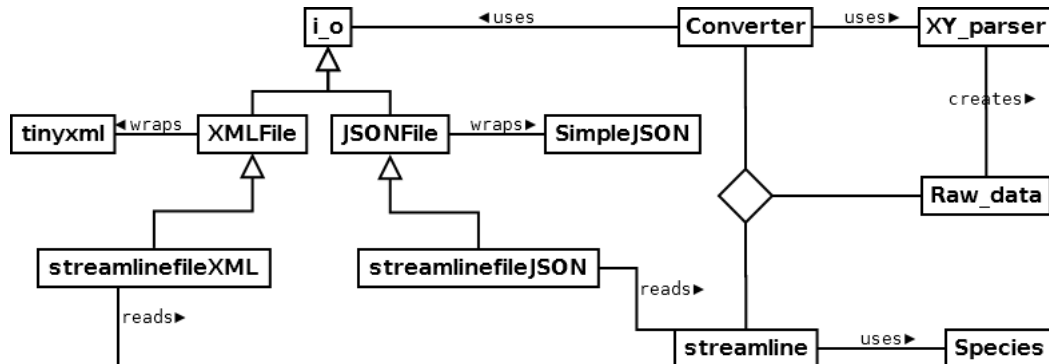 i_o
◀uses
Converter
uses▶
XY_parser
creates▶
tinyxml
◀wraps
XMLFile
JSONFile
wraps▶
SimpleJSON
Raw_data
streamlinefileXML
streamlinefileJSON
reads▶
reads▶
streamline
uses▶
Species